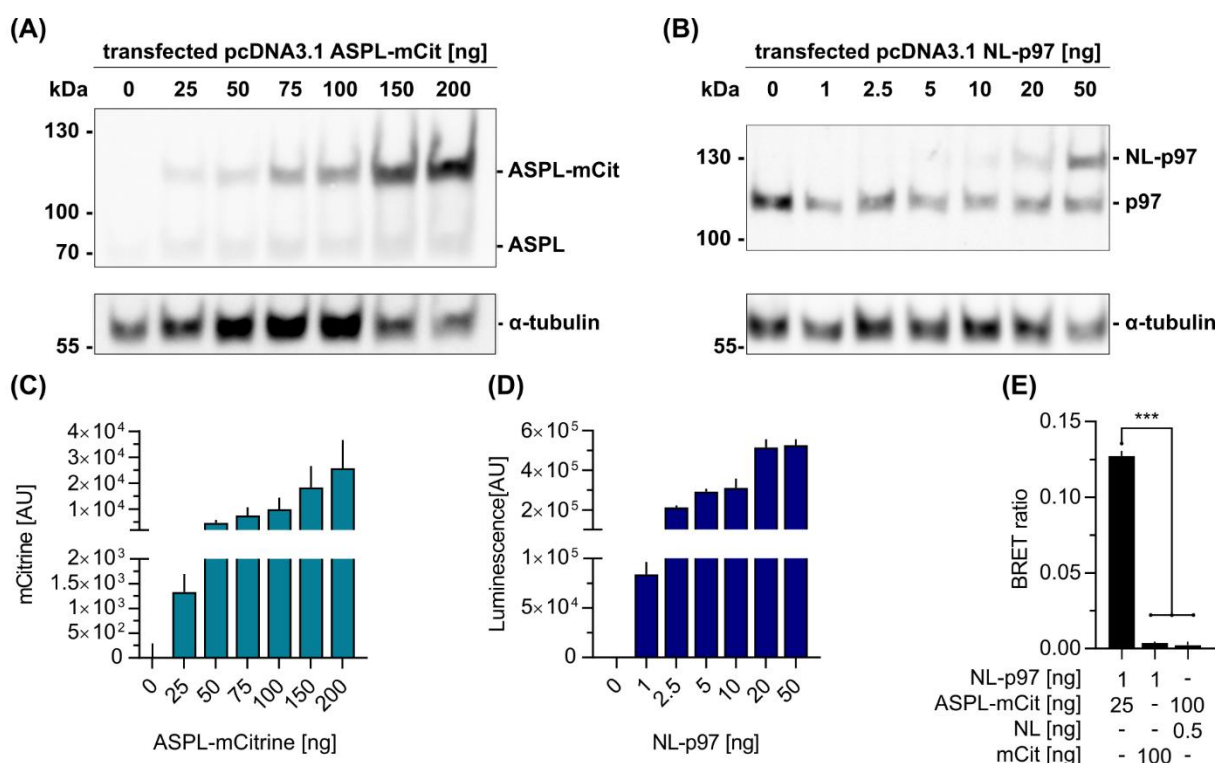 (A)
transfected pcDNA3.1 ASPL-mCit [ng]
kDa 0 25 50 75 100 150 200
130 -
- ASPL-mCit
100 -
70 -
- ASPL
- α-tubulin
55 -
(B)
transfected pcDNA3.1 NL-p97 [ng]
kDa 0 1 2.5 5 10 20 50
130 -
- NL-p97
- p97
100 -
- α-tubulin
55-
(C)
mCitrine [AU]
4×10⁴
3×10⁴
2×10⁴
1×10⁴
2×10³
1.5×10³
1×10³
5×10²
0
0 25 50 75 100 150 200
ASPL-mCitrine [ng]
(D)
Luminescence[AU]
6×10⁵
4×10⁵
2×10⁵
1×10⁵
5×10⁴
0
0 1 2.5 5 10 20 50
NL-p97 [ng]
(E)
BRET ratio
0.15
0.10
0.05
0.00
***
NL-p97 [ng] 1 1 -
ASPL-mCit [ng] 25 - 100
NL [ng] - - 0.5
mCit [ng] - 100 -